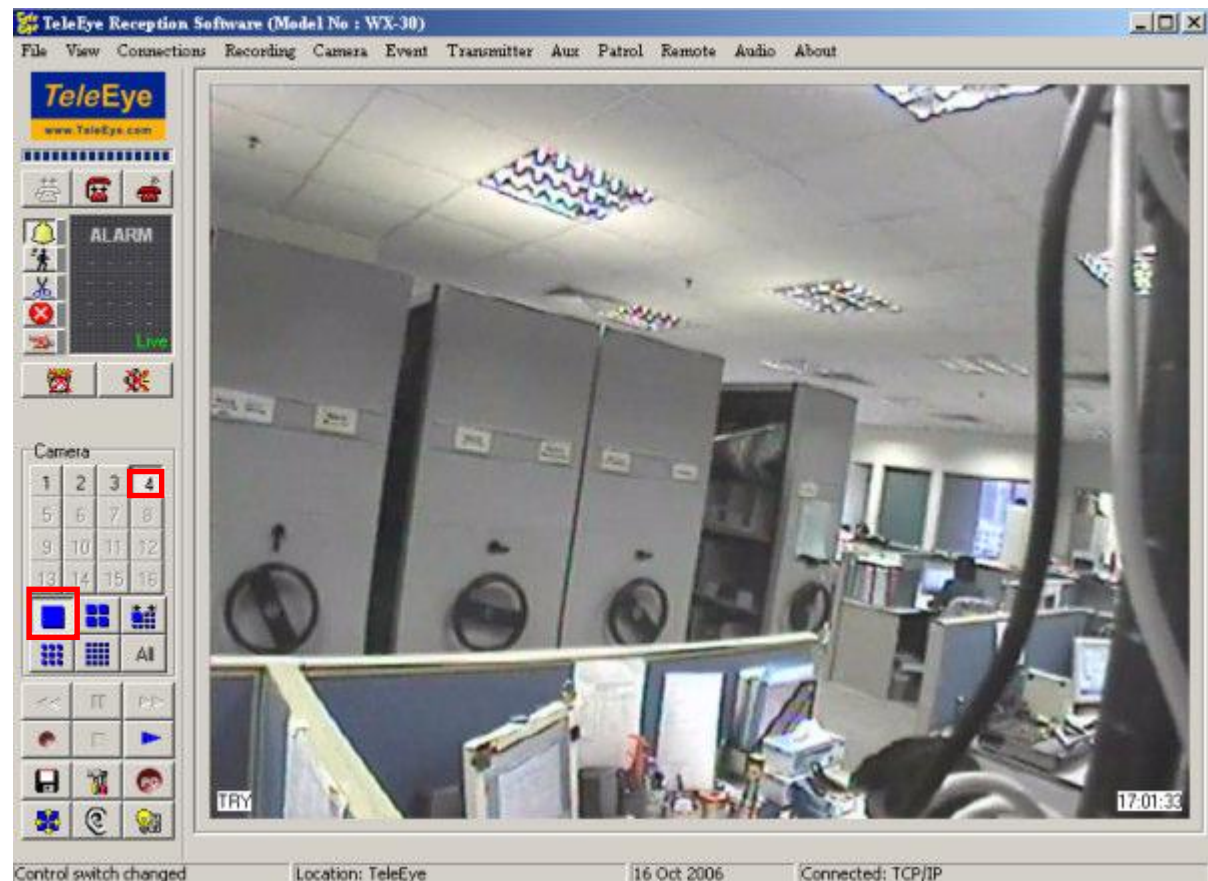 TeleEye Reception Software (Model No : WX-30)
File View Connections Recording Camera Event Transmitter Aux Patrol Remote Audio About
TeleEye
www.TeleEye.com
ALARM
Live
Camera
1 2 3 4
5 6 7 8
9 10 11 12
13 14 15 16
All
<< II >>
TRY
17:01:33
Control switch changed
Location: TeleEye
16 Oct 2006
Connected: TCP/IP